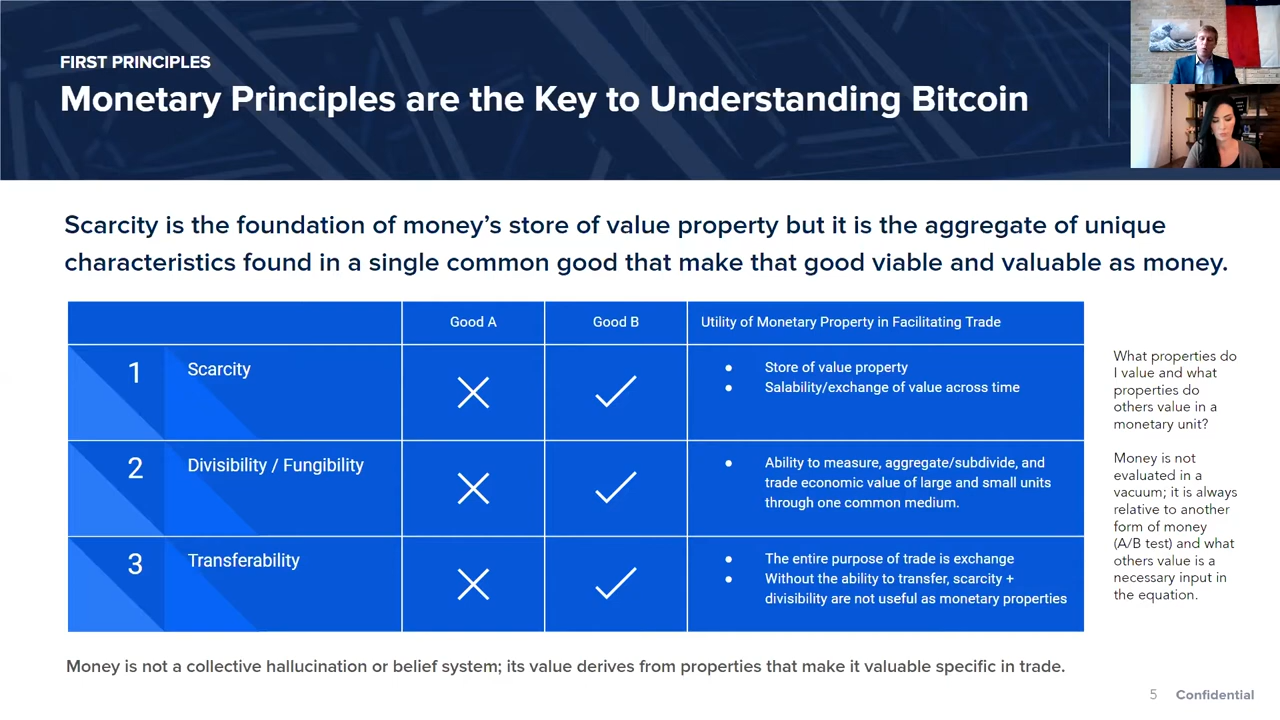 FIRST PRINCIPLES
Monetary Principles are the Key to Understanding Bitcoin
Scarcity is the foundation of money’s store of value property but it is the aggregate of unique
characteristics found in a single common good that make that good viable and valuable as money.
Good A
Good B
Utility of Monetary Property in Facilitating Trade
1
Scarcity
● Store of value property
● Salability/exchange of value across time
2
Divisibility / Fungibility
● Ability to measure, aggregate/subdivide, and
trade economic value of large and small units
through one common medium.
3
Transferability
● The entire purpose of trade is exchange
● Without the ability to transfer, scarcity +
divisibility are not useful as monetary properties
What properties do
I value and what
properties do
others value in a
monetary unit?
Money is not
evaluated in a
vacuum; it is always
relative to another
form of money
(A/B test) and what
others value is a
necessary input in
the equation.
Money is not a collective hallucination or belief system; its value derives from properties that make it valuable specific in trade.
5 Confidential